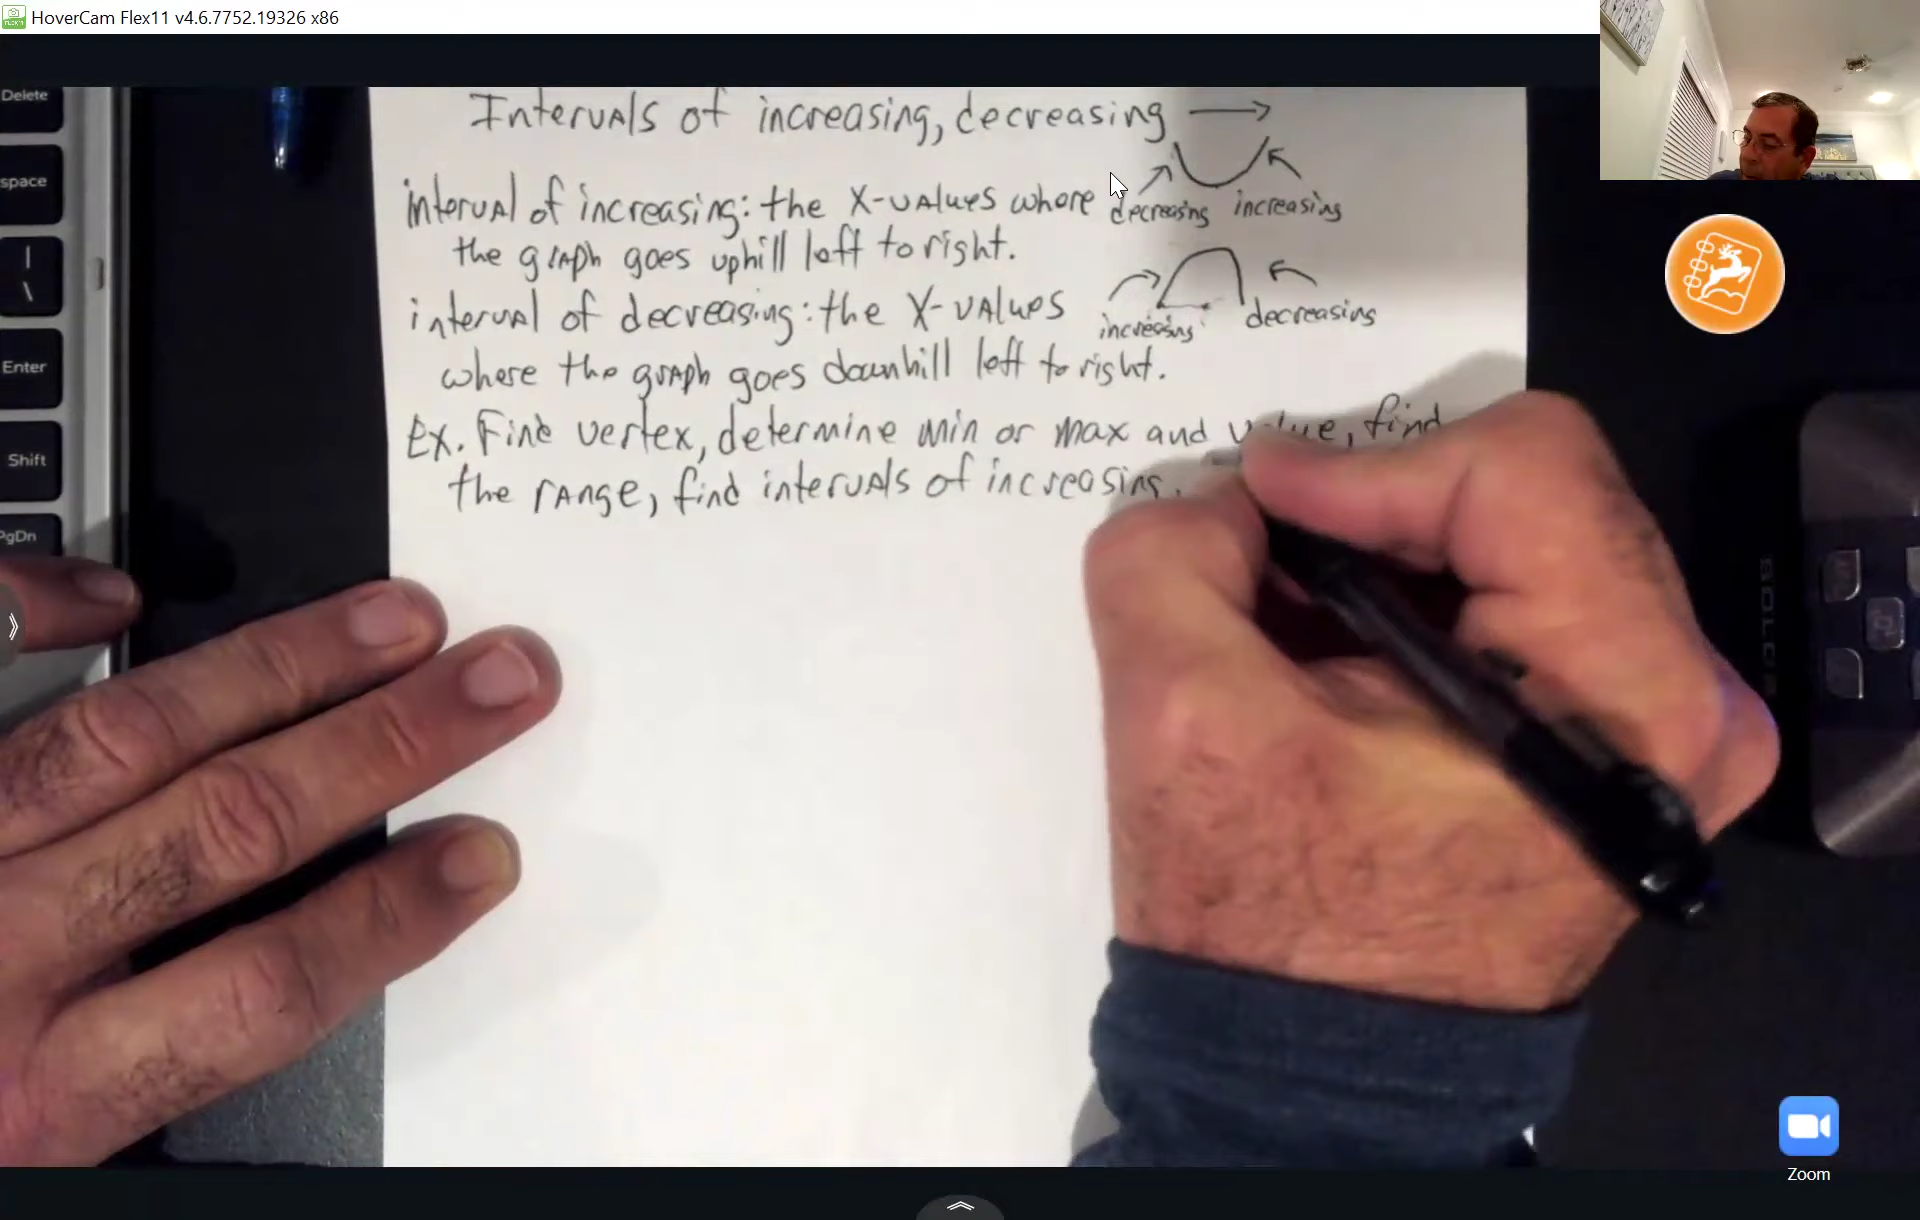 HoverCam Flex11 v4.6.7752.19326 x86
Delete
space
|
\
Enter
Shift
PgDn
Intervals of increasing, decreasing →
interval of increasing: the X-values where
the graph goes uphill left to right.
decreasing increasing
interval of decreasing: the X-values
where the graph goes downhill left to right.
increasing decreasing
Ex. Find vertex, determine min or max and value, find
the range, find intervals of increasing,
Zoom